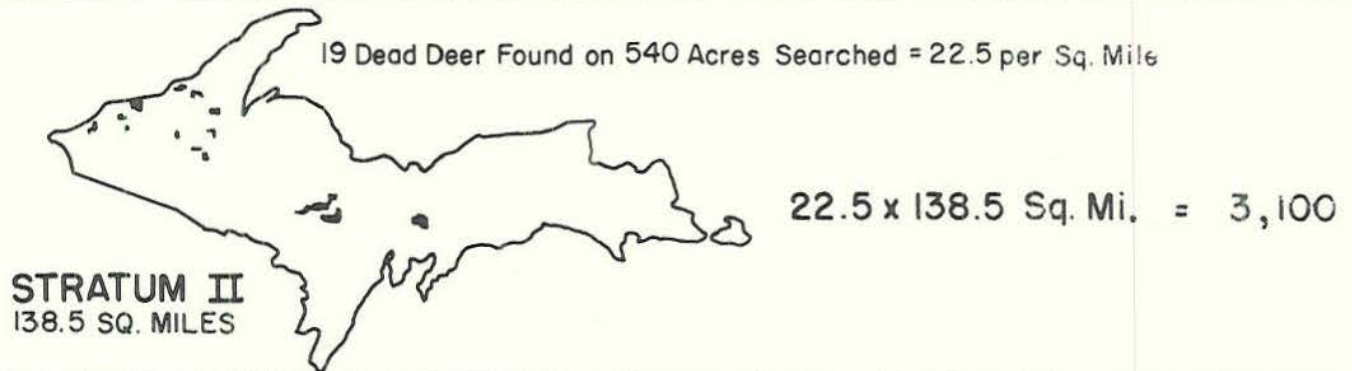 19 Dead Deer Found on 540 Acres Searched = 22.5 per Sq. Mile
22.5 x 138.5 Sq. Mi. = 3,100
STRATUM II
138.5 SQ. MILES